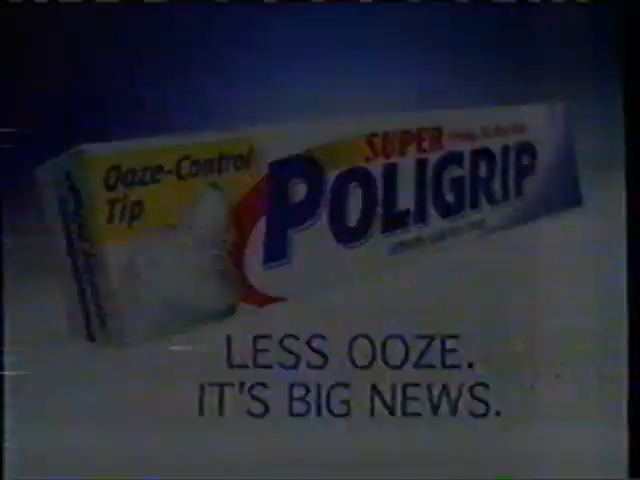 Ooze-Control
Tip
SUPER
POLIGRIP
LESS OOZE.
IT'S BIG NEWS.